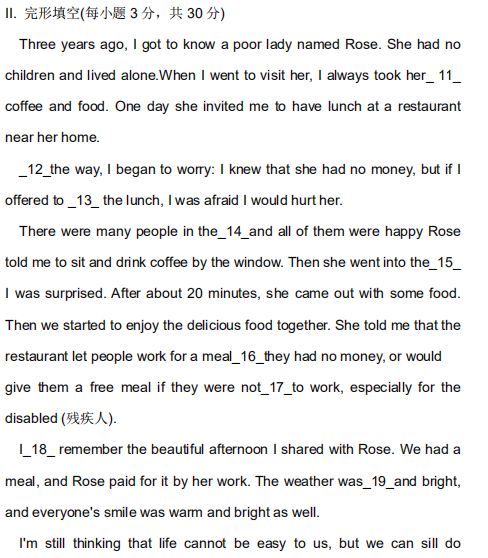 II. 完形填空(每小题 3 分，共 30 分)
Three years ago, I got to know a poor lady named Rose. She had no
children and lived alone.When I went to visit her, I always took her_ 11_
coffee and food. One day she invited me to have lunch at a restaurant
near her home.
_12_the way, I began to worry: I knew that she had no money, but if I
offered to _13_ the lunch, I was afraid I would hurt her.
There were many people in the_14_and all of them were happy Rose
told me to sit and drink coffee by the window. Then she went into the_15_
I was surprised. After about 20 minutes, she came out with some food.
Then we started to enjoy the delicious food together. She told me that the
restaurant let people work for a meal_16_they had no money, or would
give them a free meal if they were not_17_to work, especially for the
disabled (残疾人).
I_18_ remember the beautiful afternoon I shared with Rose. We had a
meal, and Rose paid for it by her work. The weather was_19_and bright,
and everyone's smile was warm and bright as well.
I'm still thinking that life cannot be easy to us, but we can sill do